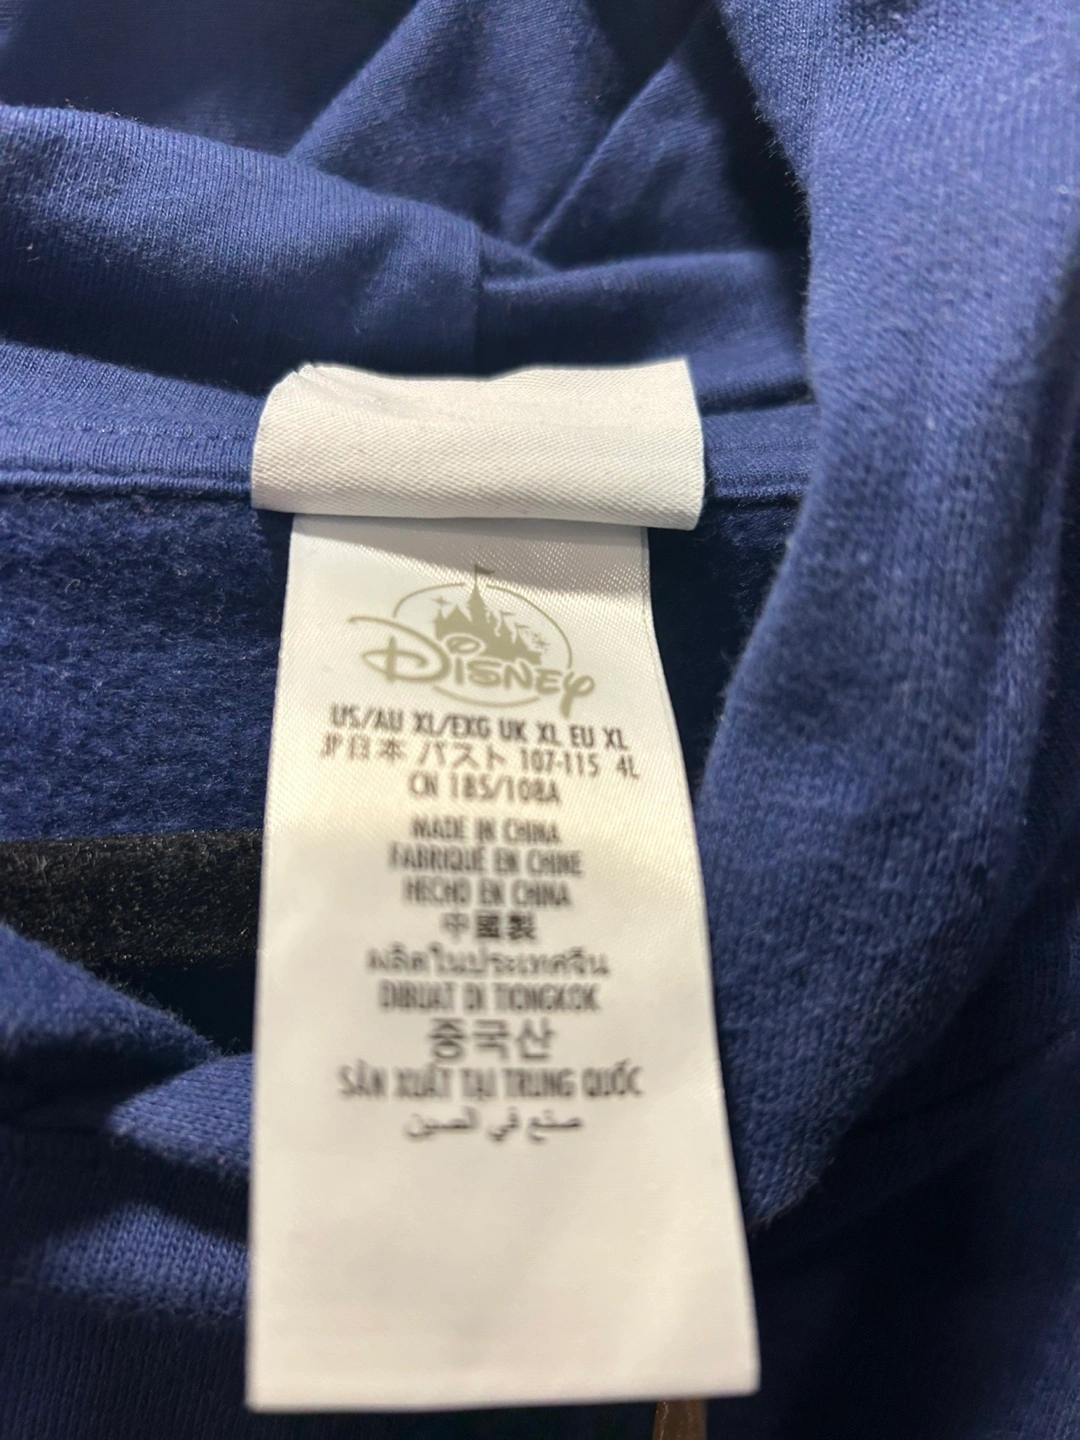 Disney
US/AU XL/EXG UK XL EU XL
JP 日本 バスト 107-115 4L
CN 185/108A
MADE IN CHINA
FABRIQUÉ EN CHINE
HECHO EN CHINA
中國製
ผลิตในประเทศจีน
DIBUAT DI TIONGKOK
중국산
SẢN XUẤT TẠI TRUNG QUỐC
صنع في الصين